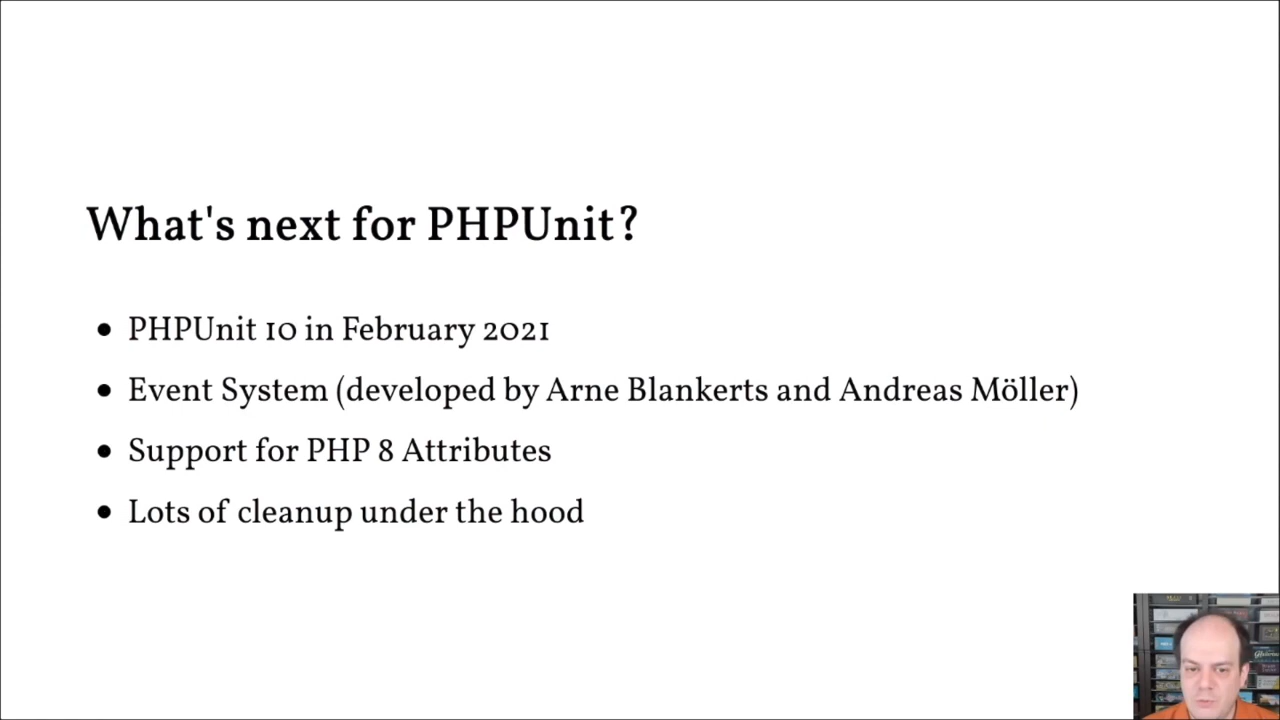 What's next for PHPUnit?
PHPUnit 10 in February 2021
Event System (developed by Arne Blankerts and Andreas Möller)
Support for PHP 8 Attributes
Lots of cleanup under the hood